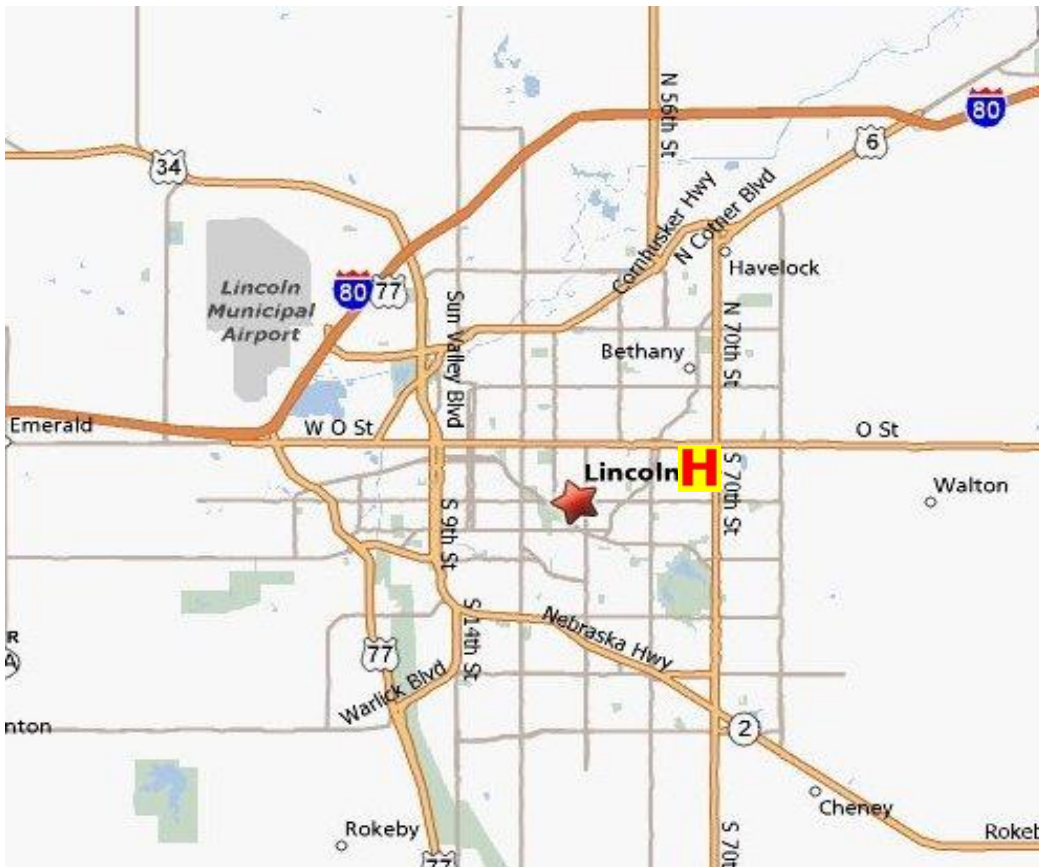 80
6
34
N 56th St
Cornhusker Hwy
N Cotner Blvd
Havelock
Lincoln
Municipal
Airport
80
77
Sun Valley Blvd
N 70th St
Bethany
Emerald
W O St
O St
Lincoln
H
S 70th St
Walton
S 9th St
S 14th St
Nebraska Hwy
R
A
77
Warlick Blvd
nton
2
Cheney
Rokeby
S 70t
Rokeb
77